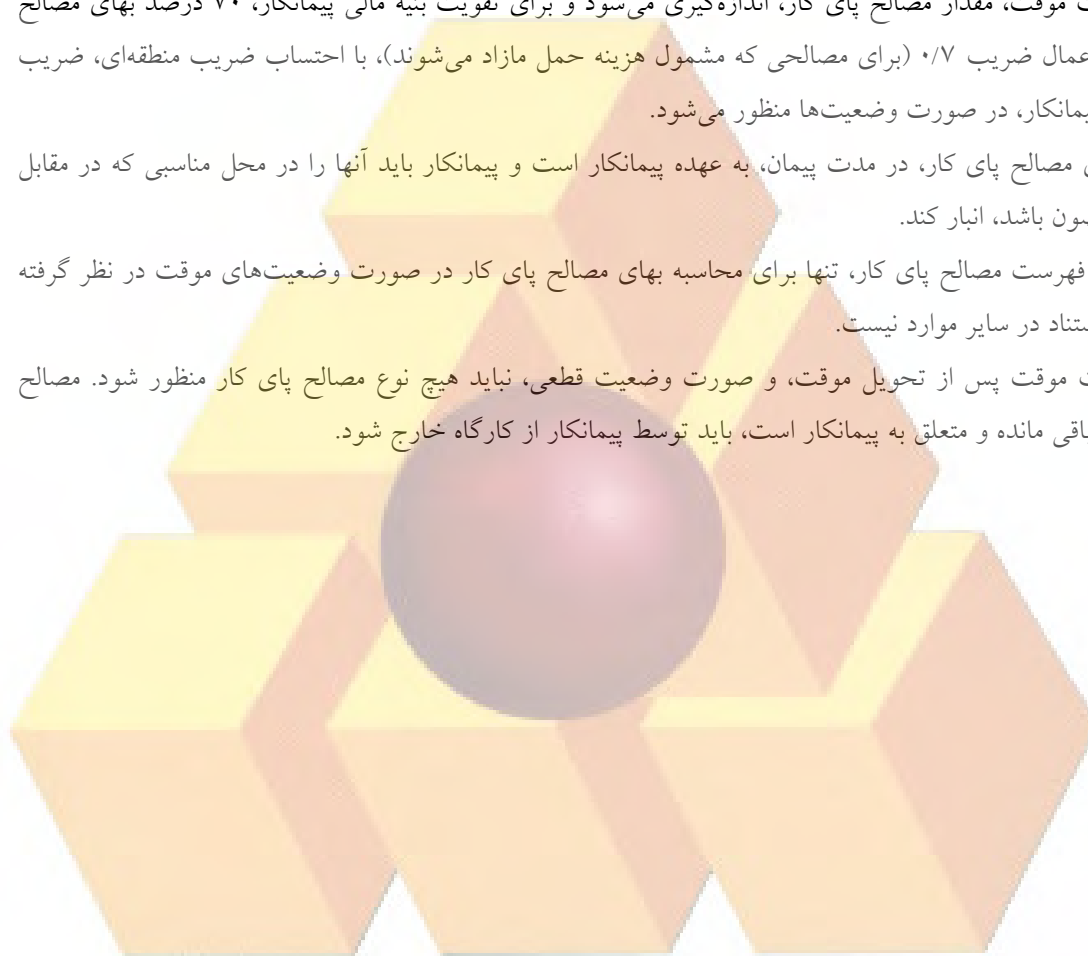 ت موقت، مقدار مصالح پای کار، اندازه‌گیری می‌شود و برای تقویت بنیه مالی پیمانکار، ۷۰ درصد بهای مصالح
عمال ضریب ۰/۷ (برای مصالحی که مشمول هزینه حمل مازاد می‌شوند)، با احتساب ضریب منطقه‌ای، ضریب
یمانکار، در صورت وضعیت‌ها منظور می‌شود.
ی مصالح پای کار، در مدت پیمان، به عهده پیمانکار است و پیمانکار باید آنها را در محل مناسبی که در مقابل
سون باشد، انبار کند.
فهرست مصالح پای کار، تنها برای محاسبه بهای مصالح پای کار در صورت وضعیت‌های موقت در نظر گرفته
ستناد در سایر موارد نیست.
ت موقت پس از تحویل موقت، و صورت وضعیت قطعی، نباید هیچ نوع مصالح پای کار منظور شود. مصالح
باقی مانده و متعلق به پیمانکار است، باید توسط پیمانکار از کارگاه خارج شود.